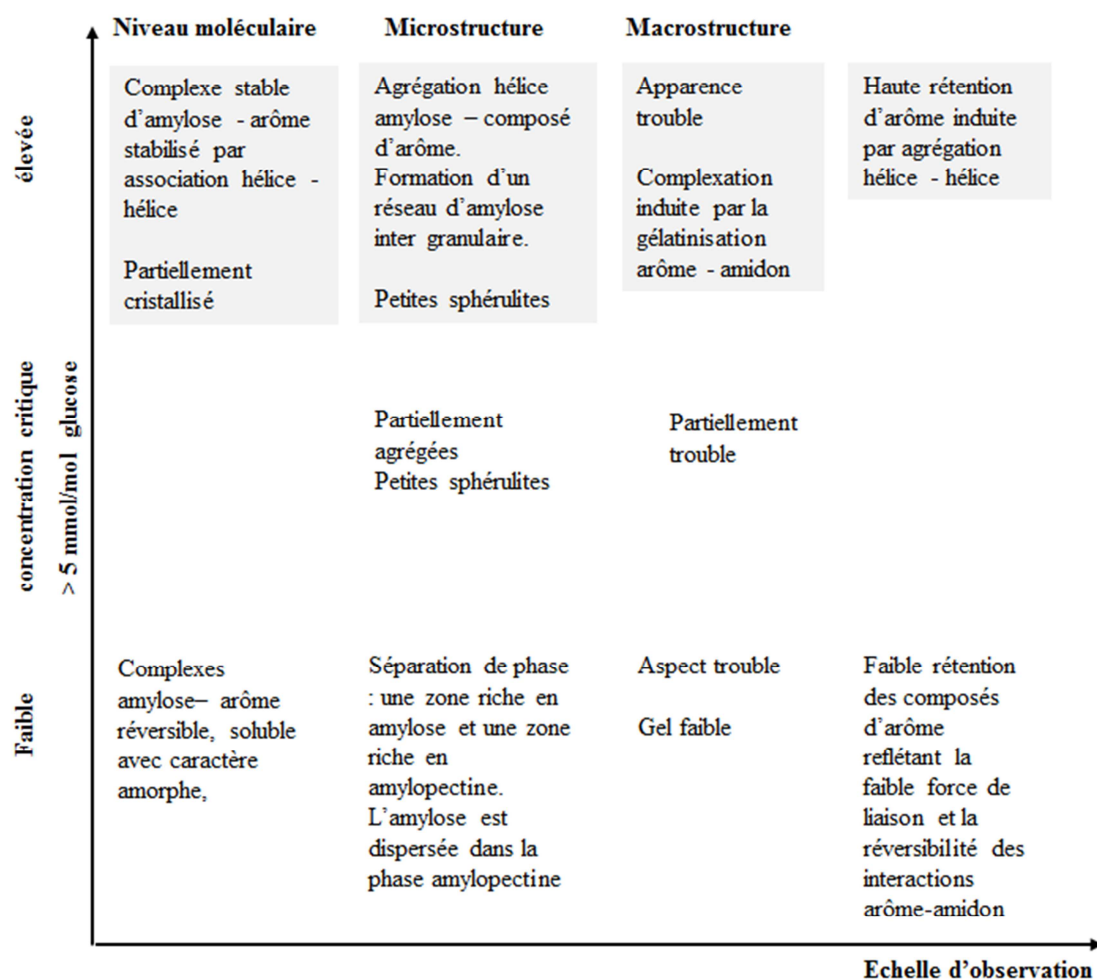 Niveau moléculaire
Microstructure
Macrostructure
élevée
Complexe stable
d'amylose - arôme
stabilisé par
association hélice -
hélice
Partiellement
cristallisé
Agrégation hélice
amylose – composé
d'arôme.
Formation d'un
réseau d'amylose
inter granulaire.
Petites sphérulites
Apparence
trouble
Complexation
induite par la
gélatinisation
arôme - amidon
Haute rétention
d'arôme induite
par agrégation
hélice - hélice
concentration critique
> 5 mmol/mol glucose
Partiellement
agrégées
Petites sphérulites
Partiellement
trouble
Faible
Complexes
amylose– arôme
réversible, soluble
avec caractère
amorphe,
Séparation de phase
: une zone riche en
amylose et une zone
riche en
amylopectine.
L'amylose est
dispersée dans la
phase amylopectine
Aspect trouble
Gel faible
Faible rétention
des composés
d'arôme
reflétant la
faible force de
liaison et la
réversibilité des
interactions
arôme-amidon
Echelle d'observation